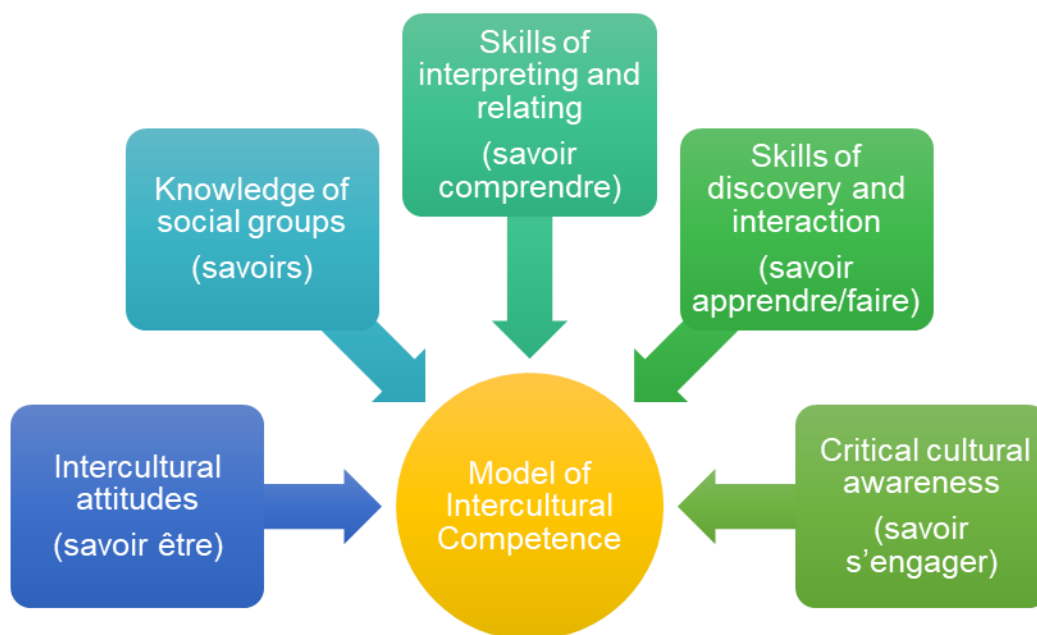 Intercultural
attitudes
(savoir être)
Knowledge of
social groups
(savoirs)
Skills of
interpreting and
relating
(savoir
comprendre)
Skills of
discovery and
interaction
(savoir
apprendre/faire)
Critical cultural
awareness
(savoir
s’engager)
Model of
Intercultural
Competence